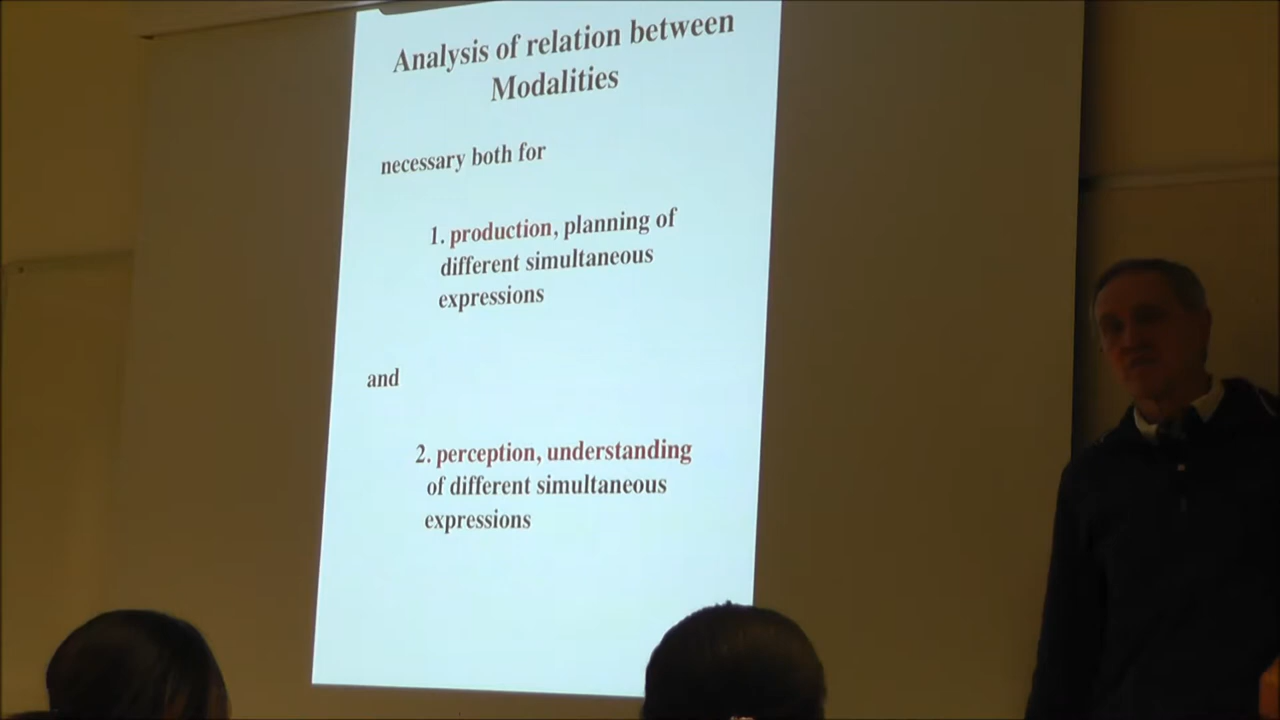 Analysis of relation between
Modalities
necessary both for
1. production, planning of
different simultaneous
expressions
and
2. perception, understanding
of different simultaneous
expressions